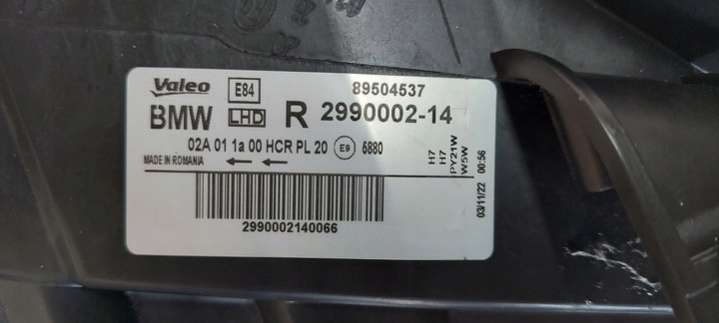 Valeo E84 89504537
BMW LHD R 2990002-14
02A 01 1a 00 HCR PL 20 E9 5880
MADE IN ROMANIA
2990002140066
H7
H7
PY21W
W5W
03/11/22 00:56